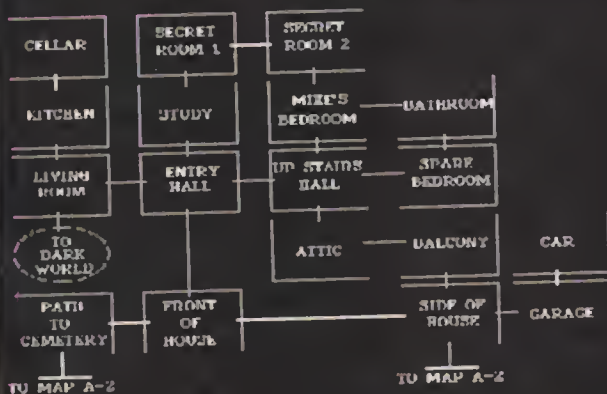 CELLAR
SECRET
ROOM 1
SECRET
ROOM 2
KITCHEN
STUDY
MIKE'S
BEDROOM
BATHROOM
LIVING
ROOM
ENTRY
HALL
UP STAIRS
HALL
SPARE
BEDROOM
TO
DARK
WORLD
ATTIC
BALCONY
CAR
PATH
TO
CEMETERY
FRONT
OF
HOUSE
SIDE OF
HOUSE
GARAGE
TO MAP A-2
TO MAP A-2